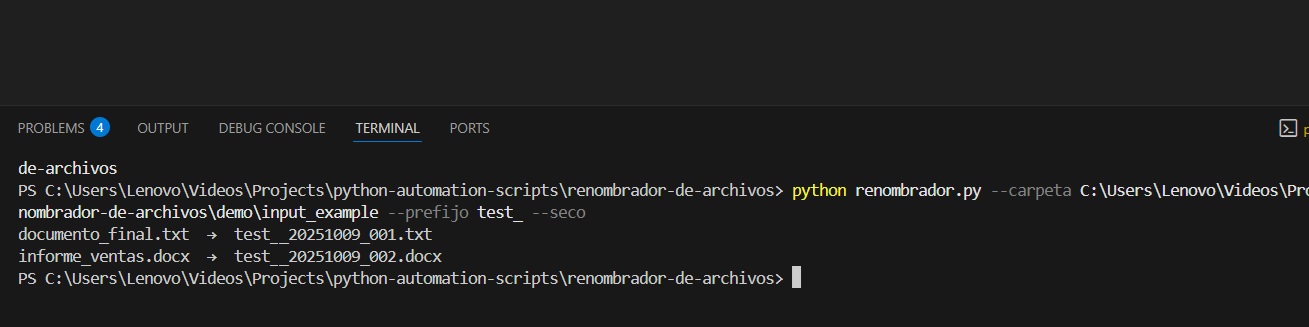 PROBLEMS 4 OUTPUT DEBUG CONSOLE TERMINAL PORTS
de-archivos
PS C:\Users\Lenovo\Videos\Projects\python-automation-scripts\renombrador-de-archivos> python renombrador.py --carpeta C:\Users\Lenovo\Videos\Pro
nombrador-de-archivos\demo\input_example --prefijo test_ --seco
documento_final.txt → test__20251009_001.txt
informe_ventas.docx → test__20251009_002.docx
PS C:\Users\Lenovo\Videos\Projects\python-automation-scripts\renombrador-de-archivos>